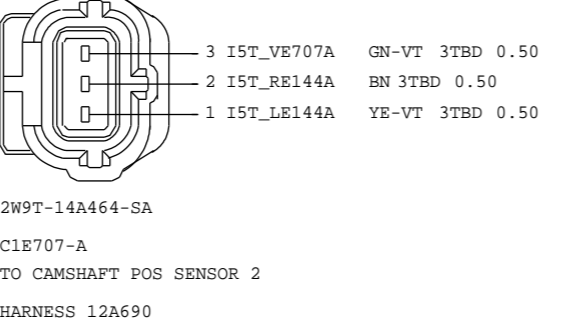 3 I5T_VE707A GN-VT 3TBD 0.50
2 I5T_RE144A BN 3TBD 0.50
1 I5T_LE144A YE-VT 3TBD 0.50
2W9T-14A464-SA
C1E707-A
TO CAMSHAFT POS SENSOR 2
HARNESS 12A690